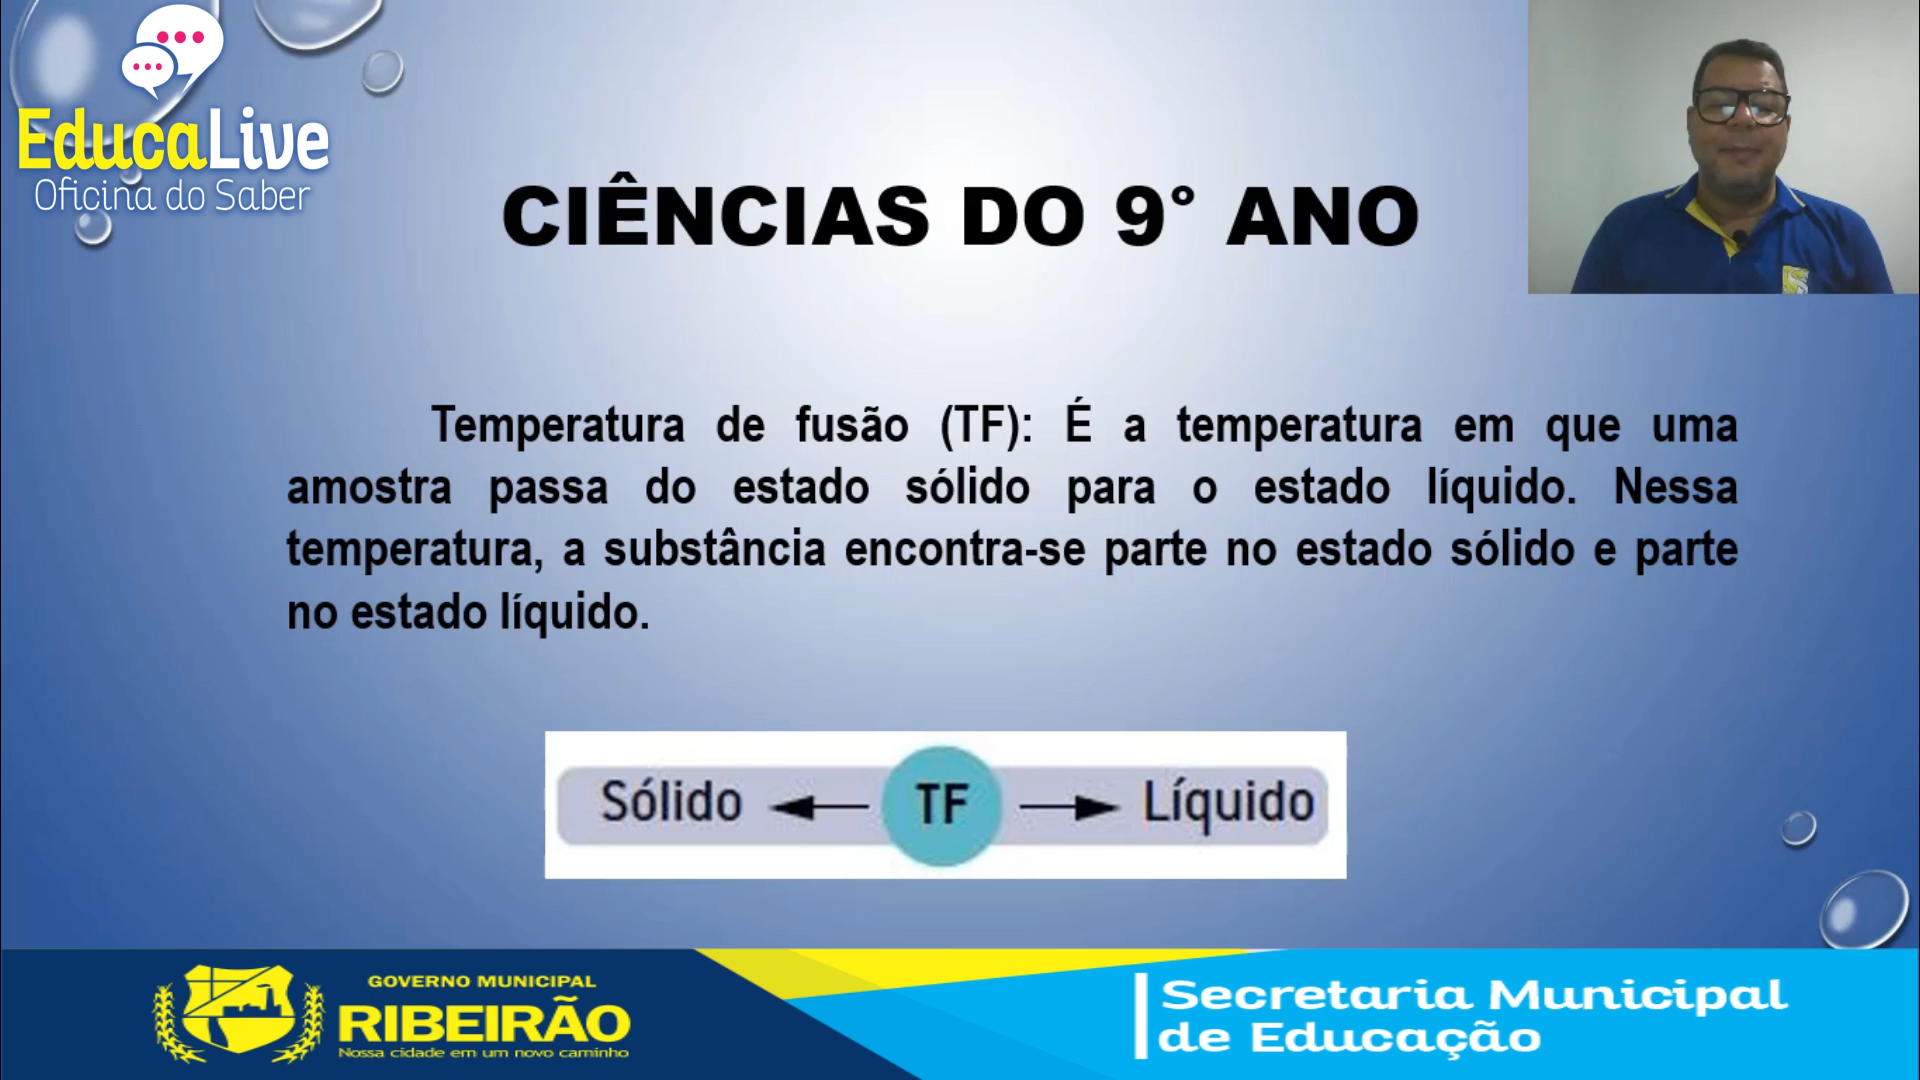 EducaLive
Oficina do Saber
CIÊNCIAS DO 9° ANO
Temperatura de fusão (TF): É a temperatura em que uma
amostra passa do estado sólido para o estado líquido. Nessa
temperatura, a substância encontra-se parte no estado sólido e parte
no estado líquido.
Sólido TF Líquido
GOVERNO MUNICIPAL
RIBEIRÃO
Nossa cidade em um novo caminho
Secretaria Municipal
de Educação